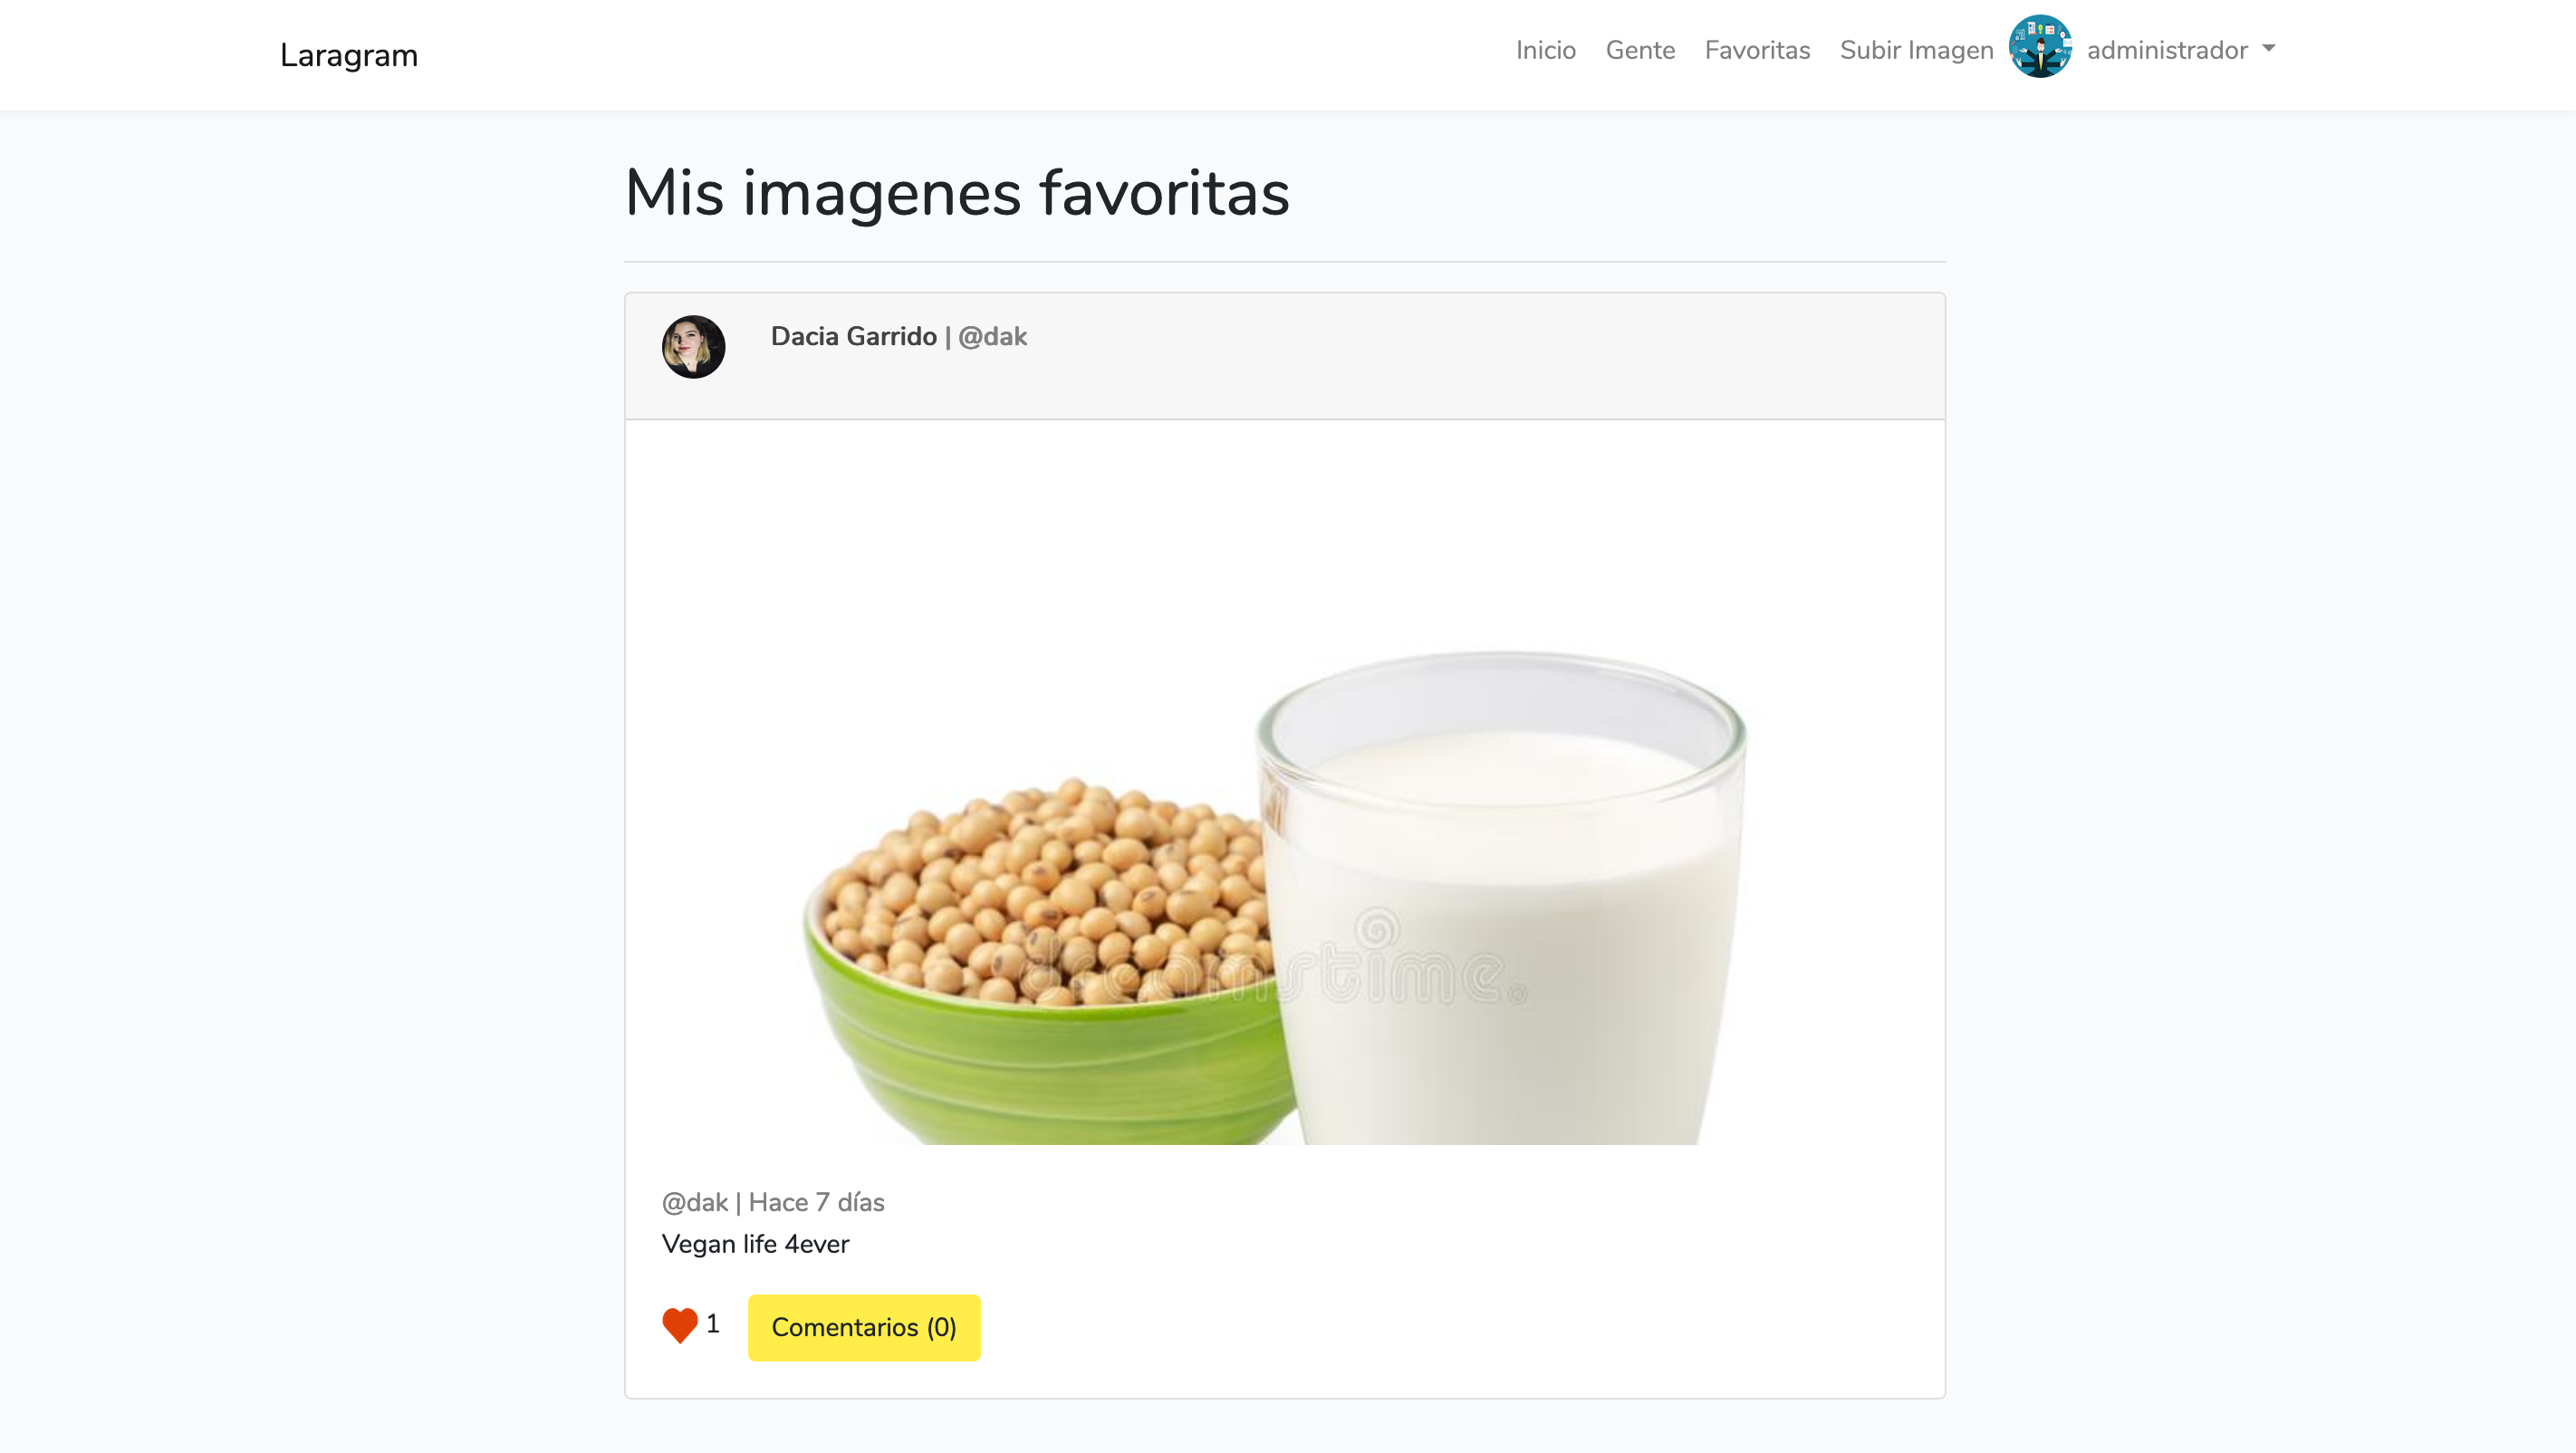 Laragram
Inicio Gente Favoritas Subir Imagen administrador
Mis imagenes favoritas
Dacia Garrido | @dak
dreamstime.
@dak | Hace 7 días
Vegan life 4ever
1 Comentarios (0)